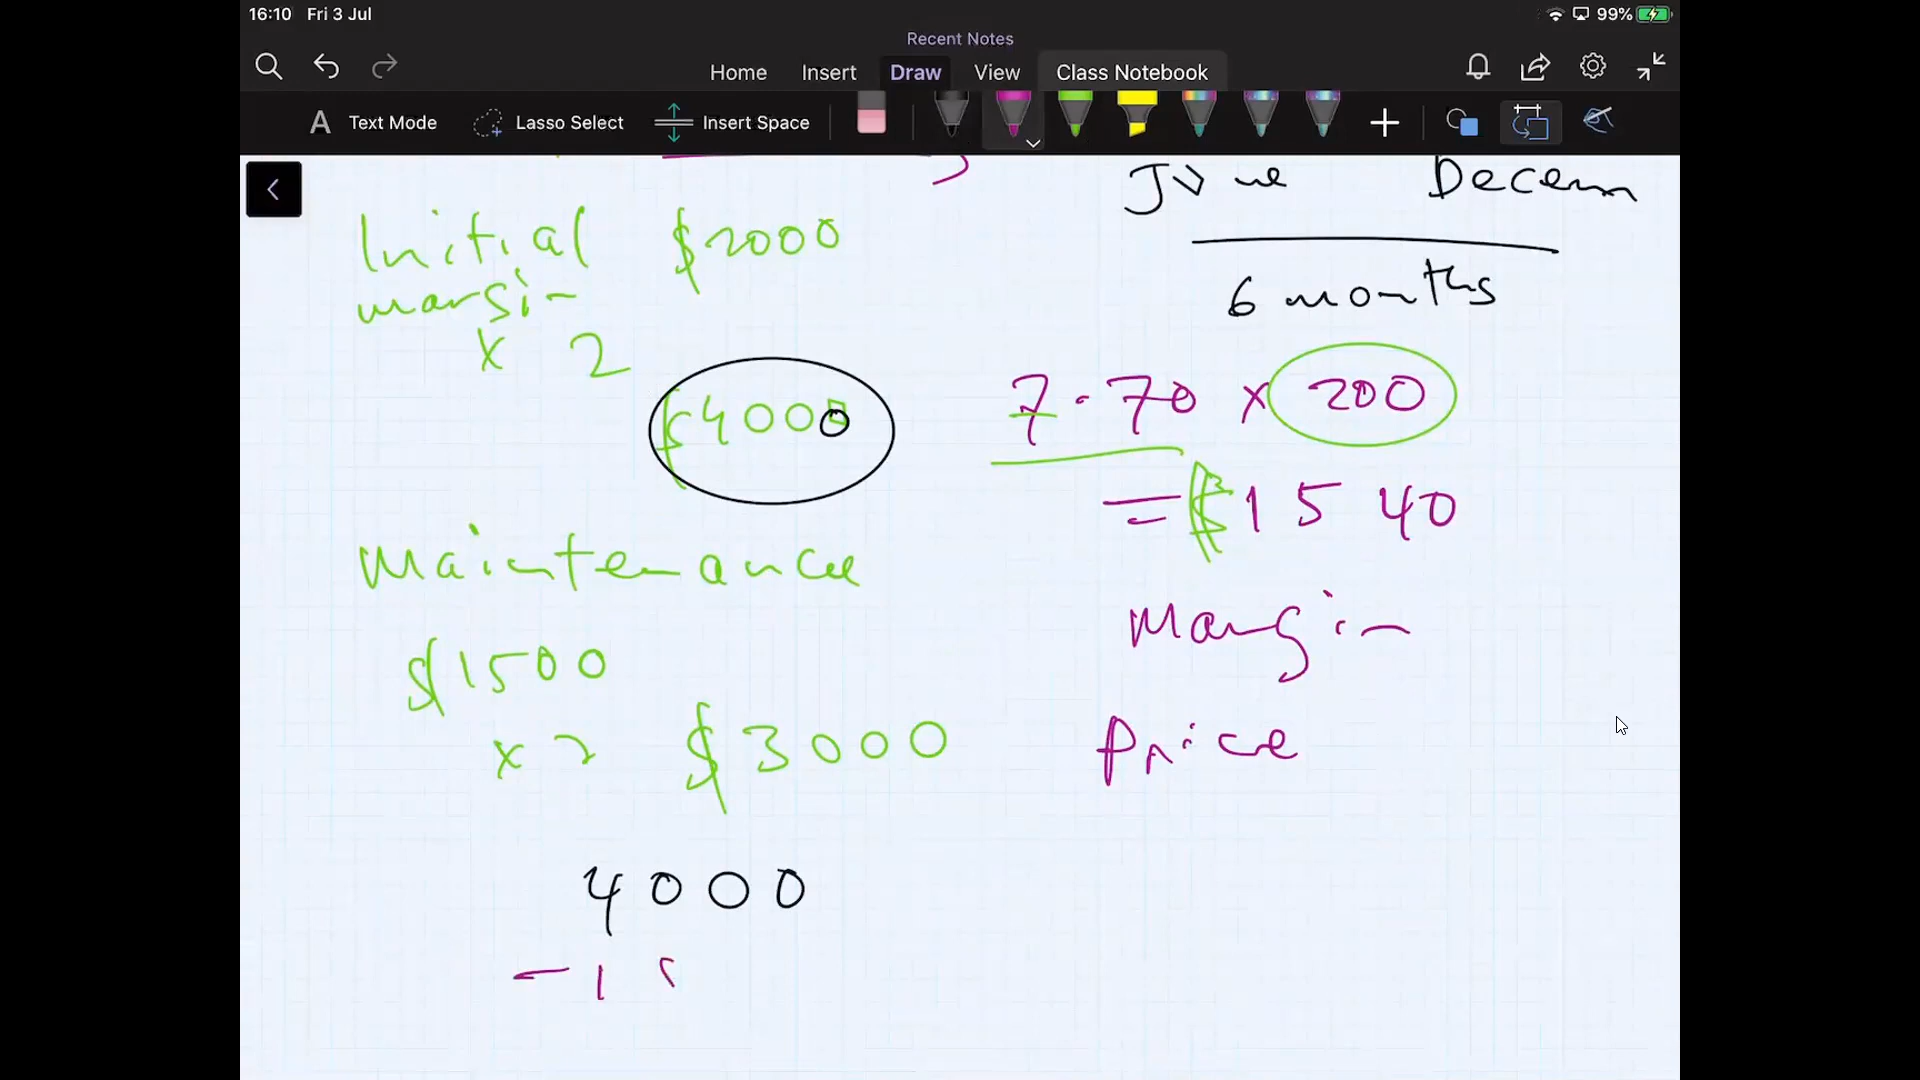 16:10 Fri 3 Jul 99%
Recent Notes
Home Insert Draw View Class Notebook
Text Mode Lasso Select Insert Space
June Decem
6 months
Initial $2000
margin
x 2
$4000
7.70 x 200
= $1540
Maintenance
$1500
x 2 $3000
Margin
Price
4000
- 1